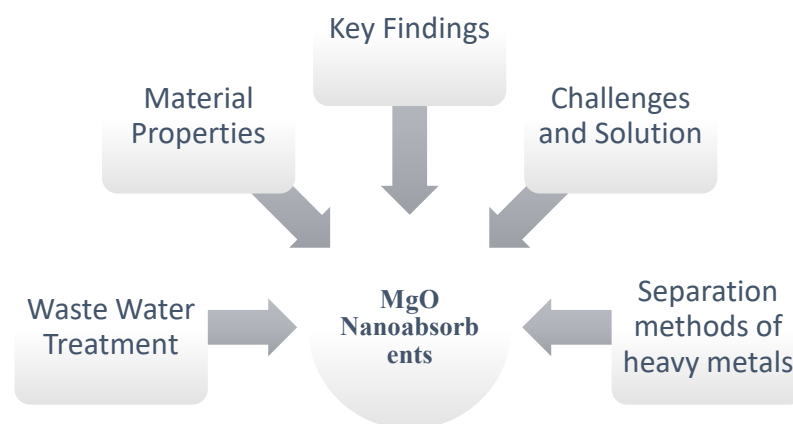 Key Findings
Material
Properties
Challenges
and Solution
Waste Water
Treatment
MgO
Nanoabsorb
ents
Separation
methods of
heavy metals